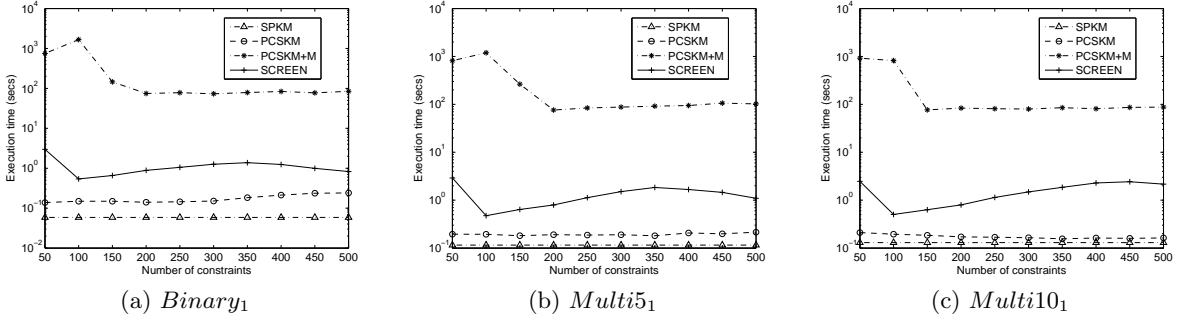 10^4
10^3
10^2
10^1
10^0
10^-1
10^-2
Execution time (secs)
SPKM
PCSKM
PCSKM+M
SCREEN
50 100 150 200 250 300 350 400 450 500
Number of constraints
(a) Binary_1
10^4
10^3
10^2
10^1
10^0
10^-1
Execution time (secs)
SPKM
PCSKM
PCSKM+M
SCREEN
50 100 150 200 250 300 350 400 450 500
Number of constraints
(b) Multi5_1
10^4
10^3
10^2
10^1
10^0
10^-1
Execution time (secs)
SPKM
PCSKM
PCSKM+M
SCREEN
50 100 150 200 250 300 350 400 450 500
Number of constraints
(c) Multi10_1